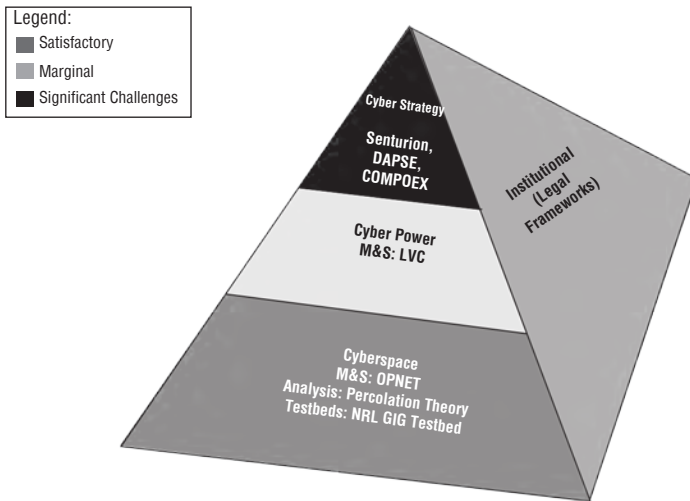 Legend:
Satisfactory
Marginal
Significant Challenges
Cyber Strategy
Senturion,
DAPSE,
COMPOEX
Institutional
(Legal
Frameworks)
Cyber Power
M&S: LVC
Cyberspace
M&S: OPNET
Analysis: Percolation Theory
Testbeds: NRL GIG Testbed